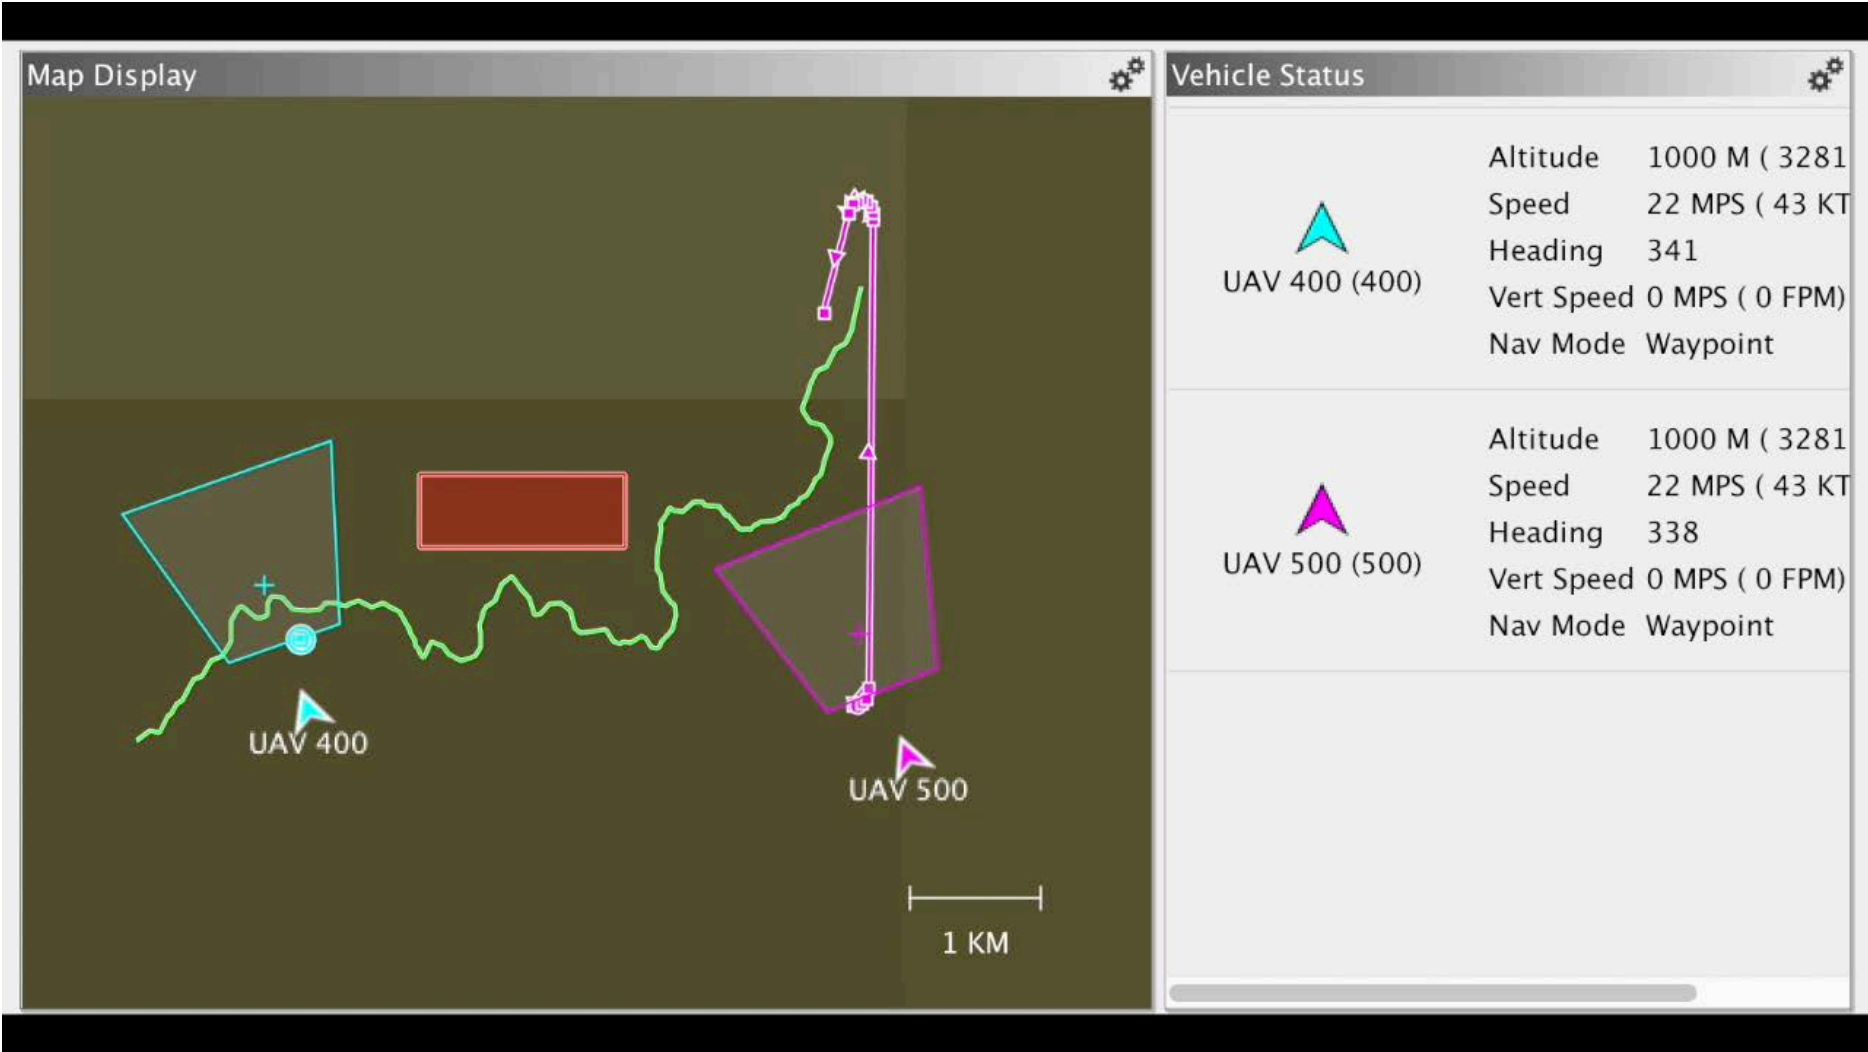 Map Display
UAV 400
UAV 500
1 KM
Vehicle Status
UAV 400 (400)
Altitude 1000 M ( 3281
Speed 22 MPS ( 43 KT
Heading 341
Vert Speed 0 MPS ( 0 FPM)
Nav Mode Waypoint
UAV 500 (500)
Altitude 1000 M ( 3281
Speed 22 MPS ( 43 KT
Heading 338
Vert Speed 0 MPS ( 0 FPM)
Nav Mode Waypoint